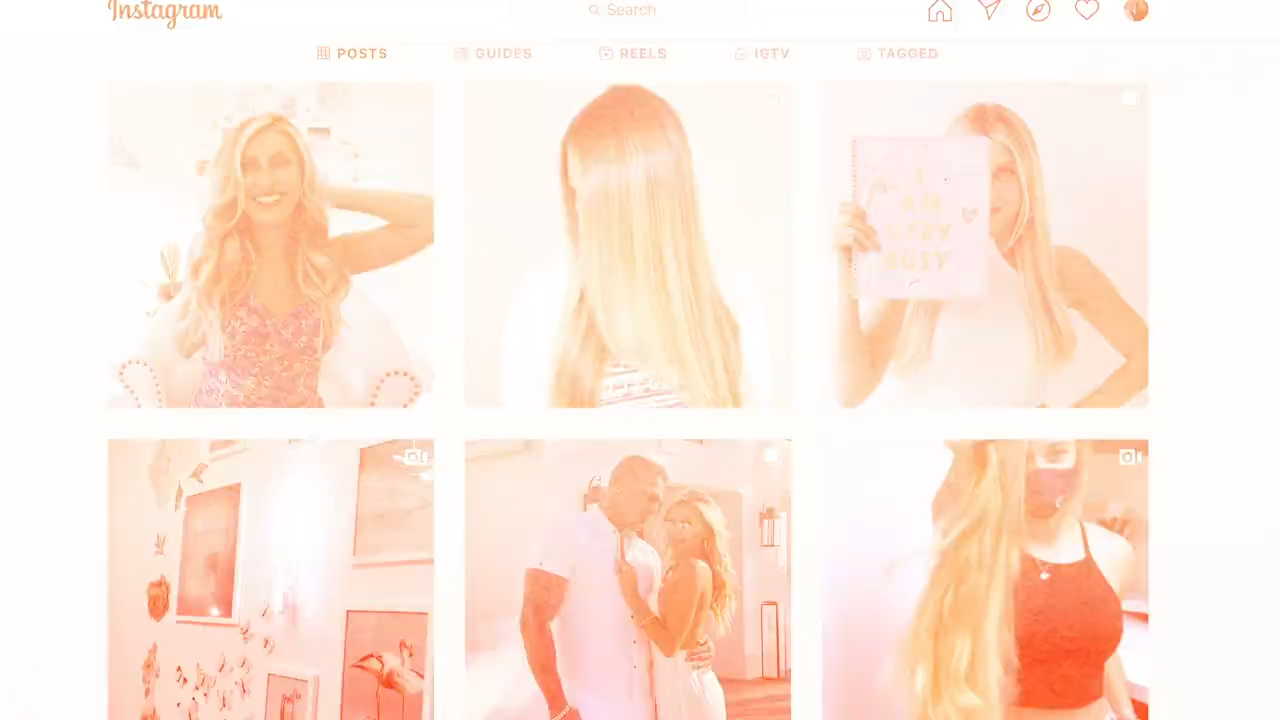 Instagram
Search
POSTS
GUIDES
REELS
IGTV
TAGGED
I
AM
VERY
BUSY